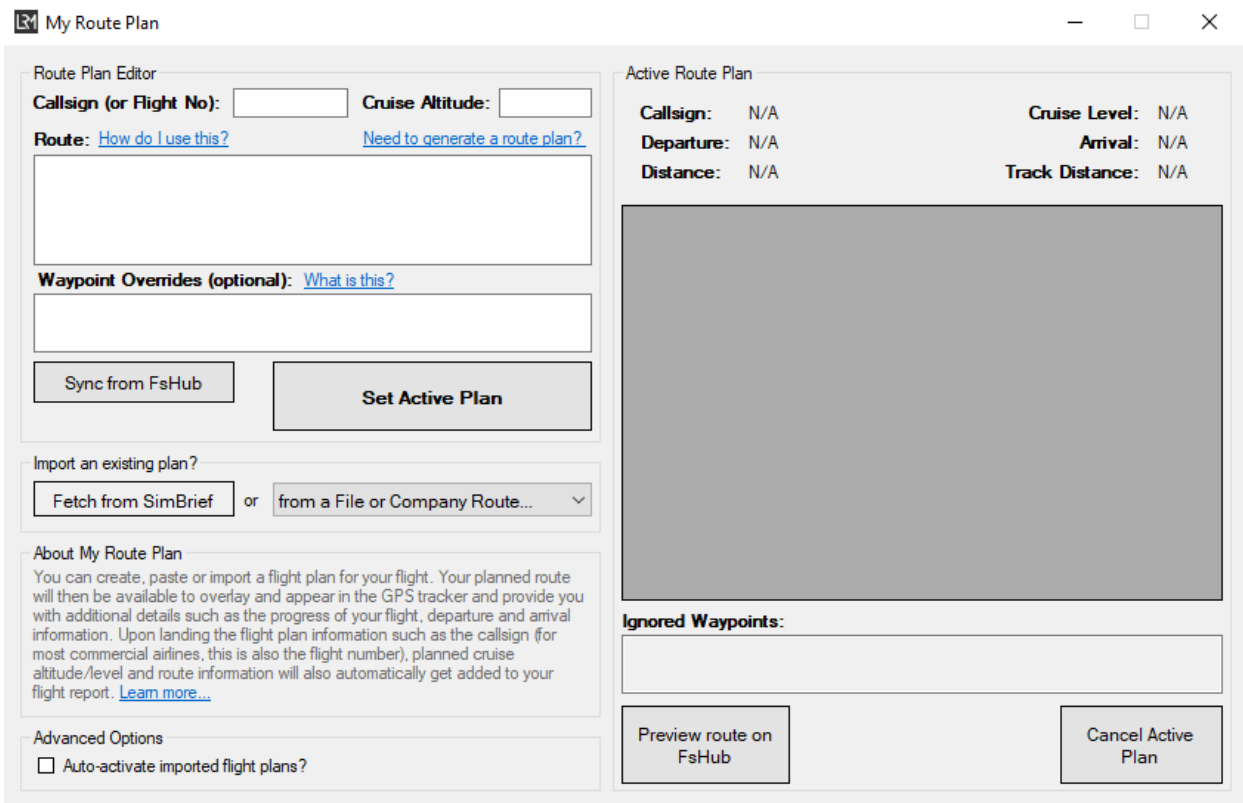 LRM My Route Plan
Route Plan Editor
Callsign (or Flight No):
Cruise Altitude:
Route: How do I use this?
Need to generate a route plan?
Waypoint Overrides (optional): What is this?
Sync from FsHub
Set Active Plan
Import an existing plan?
Fetch from SimBrief or from a File or Company Route...
About My Route Plan
You can create, paste or import a flight plan for your flight. Your planned route
will then be available to overlay and appear in the GPS tracker and provide you
with additional details such as the progress of your flight, departure and arrival
information. Upon landing the flight plan information such as the callsign (for
most commercial airlines, this is also the flight number), planned cruise
altitude/level and route information will also automatically get added to your
flight report. Learn more...
Advanced Options
Auto-activate imported flight plans?
Active Route Plan
Callsign: N/A
Cruise Level: N/A
Departure: N/A
Arrival: N/A
Distance: N/A
Track Distance: N/A
Ignored Waypoints:
Preview route on
FsHub
Cancel Active
Plan